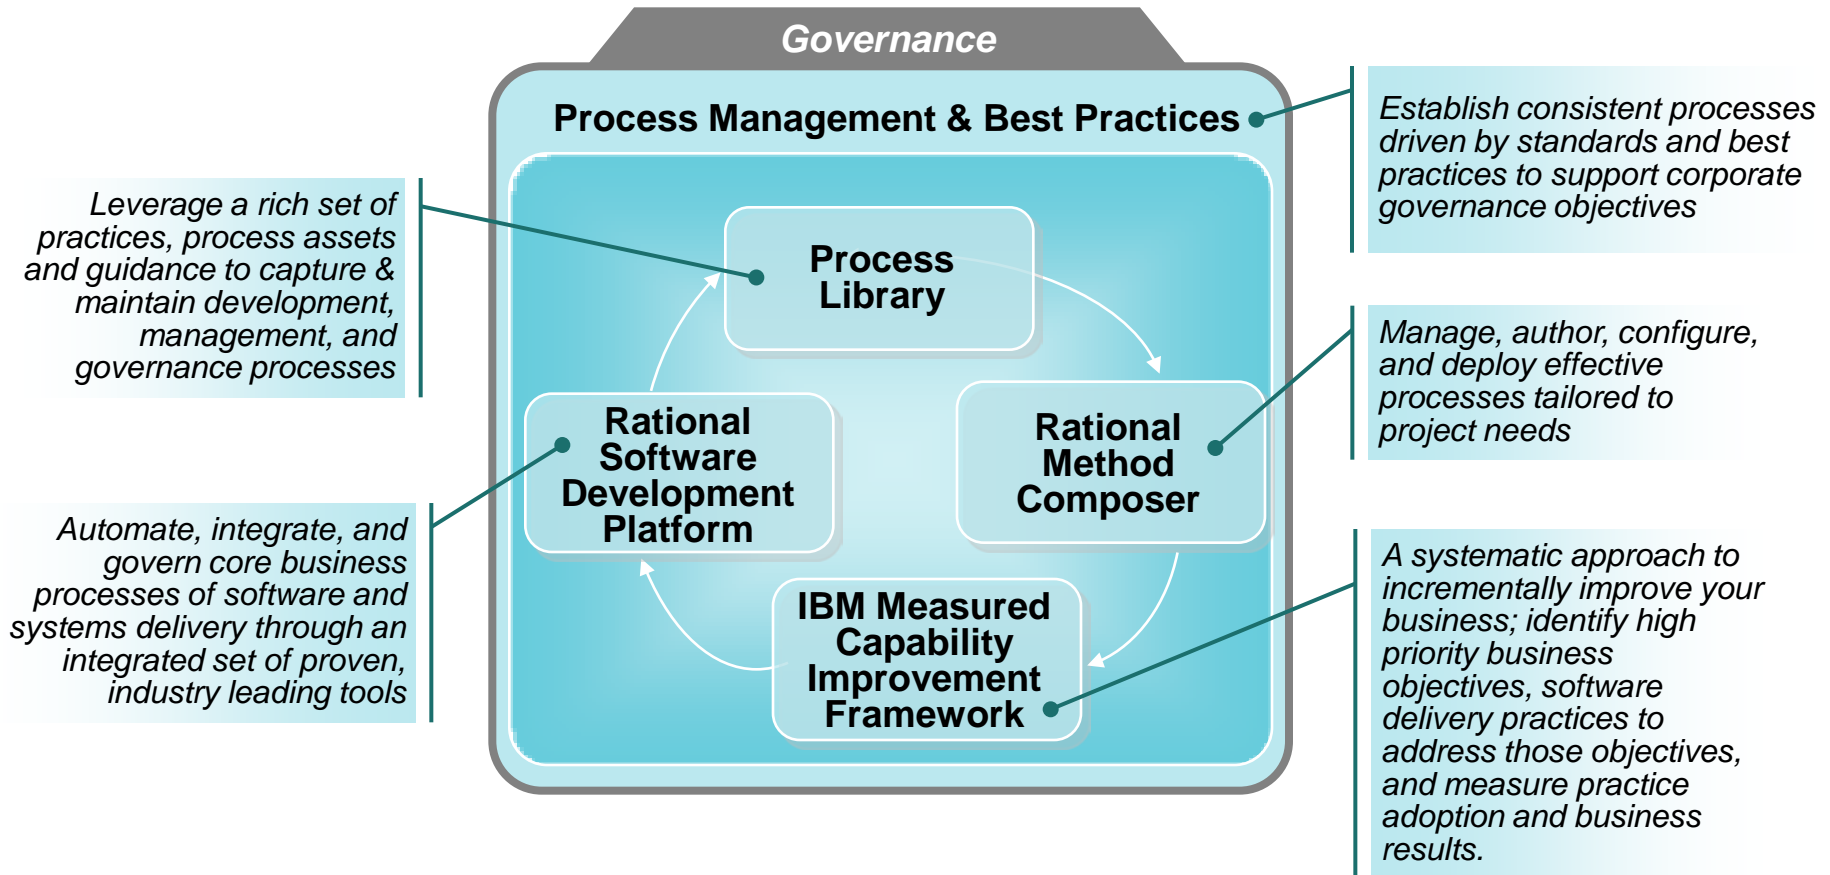 Governance
Process Management & Best Practices
Establish consistent processes
driven by standards and best
practices to support corporate
governance objectives
Leverage a rich set of
practices, process assets
and guidance to capture &
maintain development,
management, and
governance processes
Process
Library
Manage, author, configure,
and deploy effective
processes tailored to
project needs
Rational
Software
Development
Platform
Rational
Method
Composer
Automate, integrate, and
govern core business
processes of software and
systems delivery through an
integrated set of proven,
industry leading tools
IBM Measured
Capability
Improvement
Framework
A systematic approach to
incrementally improve your
business; identify high
priority business
objectives, software
delivery practices to
address those objectives,
and measure practice
adoption and business
results.